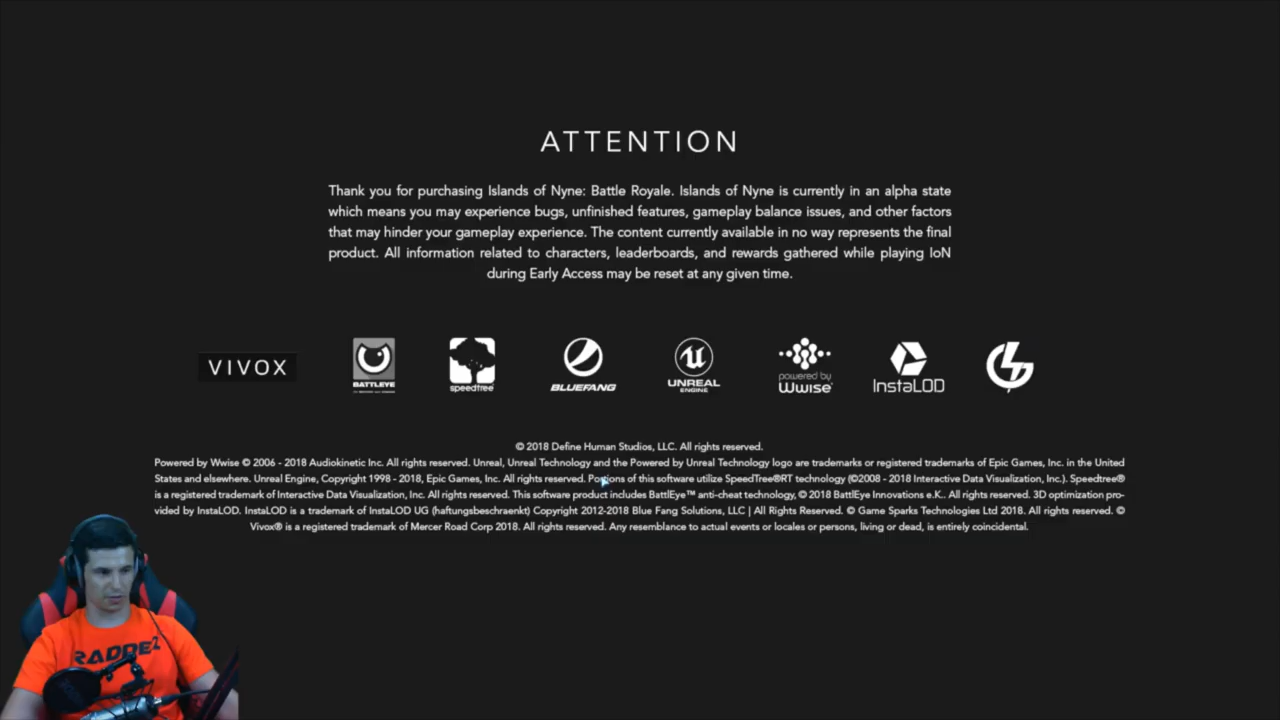 ATTENTION
Thank you for purchasing Islands of Nyne: Battle Royale. Islands of Nyne is currently in an alpha state
which means you may experience bugs, unfinished features, gameplay balance issues, and other factors
that may hinder your gameplay experience. The content currently available in no way represents the final
product. All information related to characters, leaderboards, and rewards gathered while playing IoN
during Early Access may be reset at any given time.
VIVOX
BATTLEYE
speedtree
BLUEFANG
UNREAL
ENGINE
powered by
Wwise
InstaLOD
© 2018 Define Human Studios, LLC. All rights reserved.
Powered by Wwise © 2006 - 2018 Audiokinetic Inc. All rights reserved. Unreal, Unreal Technology and the Powered by Unreal Technology logo are trademarks or registered trademarks of Epic Games, Inc. in the United
States and elsewhere. Unreal Engine, Copyright 1998 - 2018, Epic Games, Inc. All rights reserved. Portions of this software utilize SpeedTree®RT technology (©2008 - 2018 Interactive Data Visualization, Inc.). Speedtree®
is a registered trademark of Interactive Data Visualization, Inc. All rights reserved. This software product includes BattlEye™ anti-cheat technology, © 2018 BattlEye Innovations e.K.. All rights reserved. 3D optimization pro-
vided by InstaLOD. InstaLOD is a trademark of InstaLOD UG (haftungsbeschraenkt) Copyright 2012-2018 Blue Fang Solutions, LLC | All Rights Reserved. © Game Sparks Technologies Ltd 2018. All rights reserved. ©
Vivox® is a registered trademark of Mercer Road Corp 2018. All rights reserved. Any resemblance to actual events or locales or persons, living or dead, is entirely coincidental.